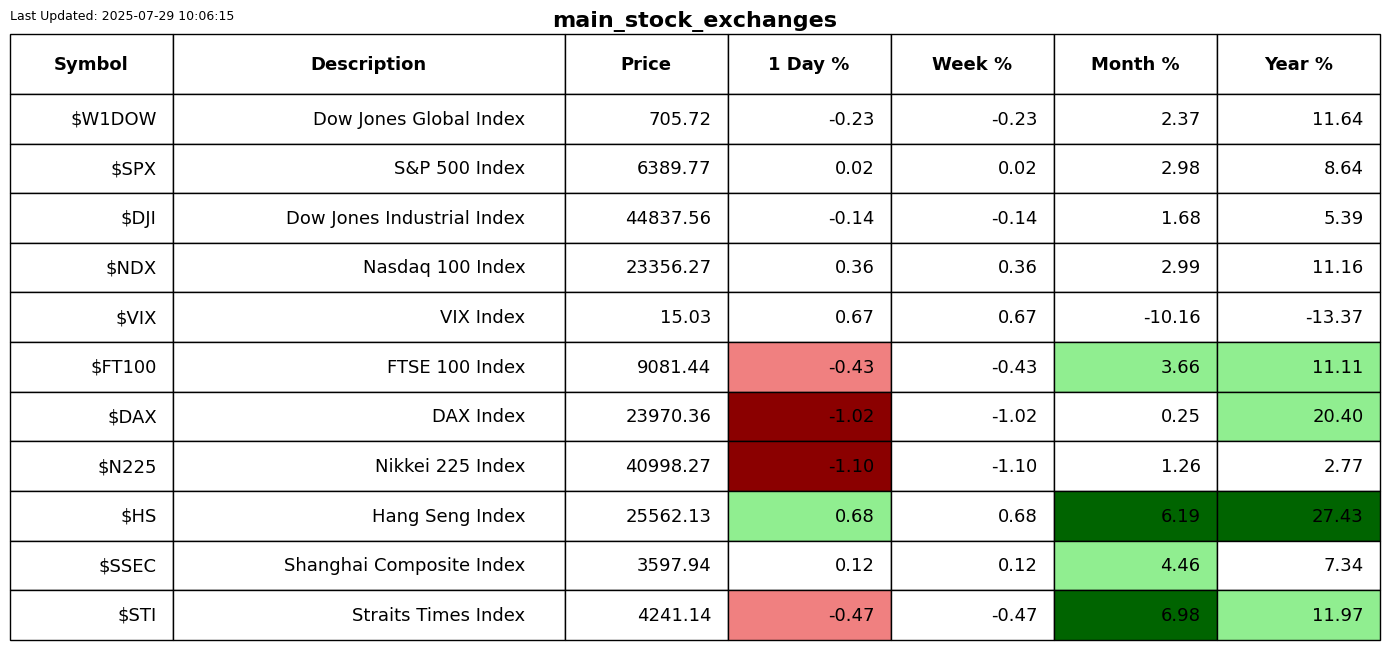 Last Updated: 2025-07-29 10:06:15
main_stock_exchanges
Symbol Description Price 1 Day % Week % Month % Year %
$W1DOW Dow Jones Global Index 705.72 -0.23 -0.23 2.37 11.64
$SPX S&P 500 Index 6389.77 0.02 0.02 2.98 8.64
$DJI Dow Jones Industrial Index 44837.56 -0.14 -0.14 1.68 5.39
$NDX Nasdaq 100 Index 23356.27 0.36 0.36 2.99 11.16
$VIX VIX Index 15.03 0.67 0.67 -10.16 -13.37
$FT100 FTSE 100 Index 9081.44 -0.43 -0.43 3.66 11.11
$DAX DAX Index 23970.36 -1.02 -1.02 0.25 20.40
$N225 Nikkei 225 Index 40998.27 -1.10 -1.10 1.26 2.77
$HS Hang Seng Index 25562.13 0.68 0.68 6.19 27.43
$SSEC Shanghai Composite Index 3597.94 0.12 0.12 4.46 7.34
$STI Straits Times Index 4241.14 -0.47 -0.47 6.98 11.97